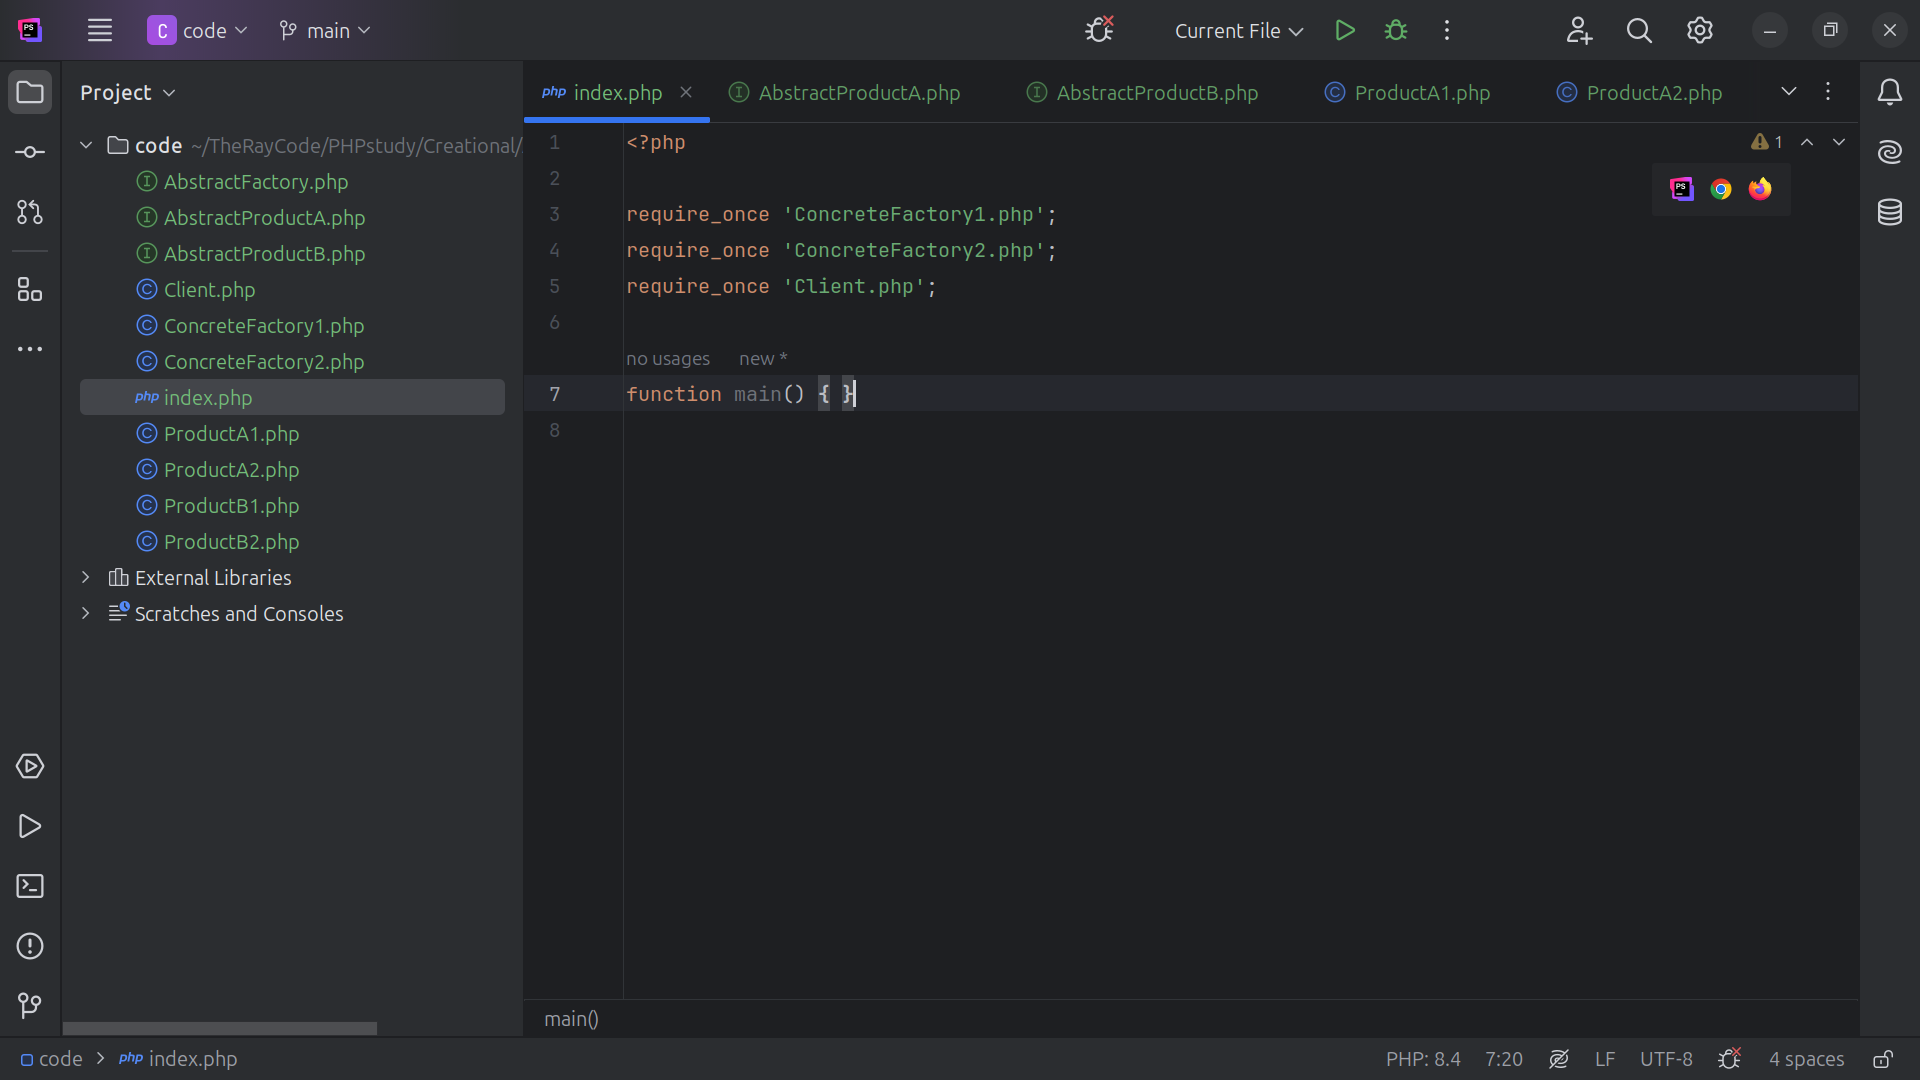 C code main Current File
Project
code ~/TheRayCode/PHPstudy/Creational/
AbstractFactory.php
AbstractProductA.php
AbstractProductB.php
Client.php
ConcreteFactory1.php
ConcreteFactory2.php
php index.php
ProductA1.php
ProductA2.php
ProductB1.php
ProductB2.php
External Libraries
Scratches and Consoles
php index.php AbstractProductA.php AbstractProductB.php ProductA1.php ProductA2.php
1 <?php
2
3 require_once 'ConcreteFactory1.php';
4 require_once 'ConcreteFactory2.php';
5 require_once 'Client.php';
6
no usages new *
7 function main() { }
8
1
main()
code > php index.php PHP: 8.4 7:20 LF UTF-8 4 spaces